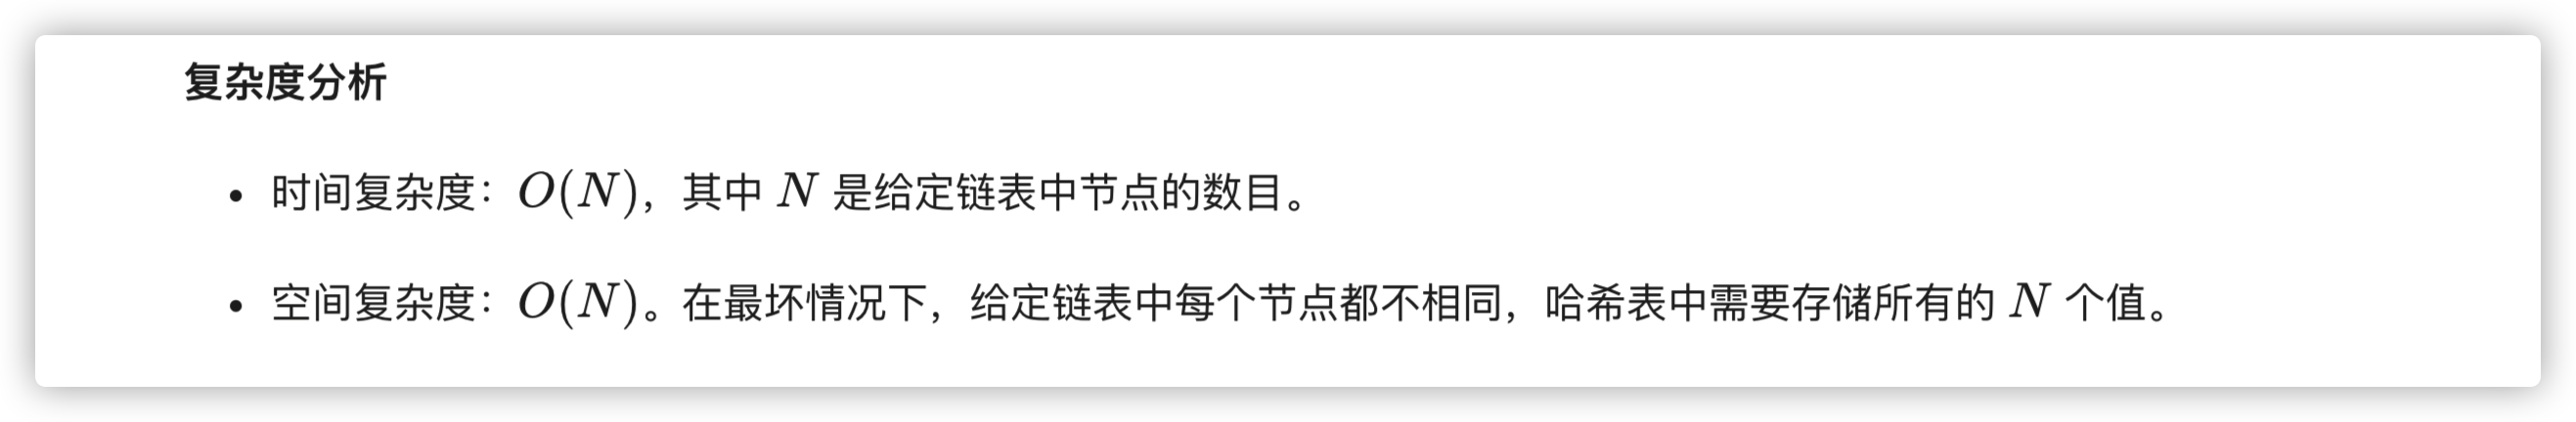 复杂度分析
• 时间复杂度：O(N)，其中 N 是给定链表中节点的数目。
• 空间复杂度：O(N)。在最坏情况下，给定链表中每个节点都不相同，哈希表中需要存储所有的 N 个值。